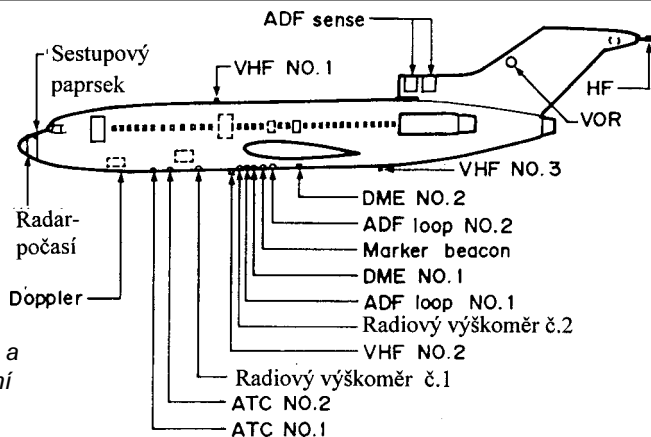 ADF sense
Sestupový
paprsek
VHF NO.1
HF
VOR
VHF NO.3
DME NO.2
ADF loop NO.2
Marker beacon
DME NO.1
ADF loop NO.1
Radiový výškoměr č.2
VHF NO.2
Radiový výškoměr č.1
ATC NO.2
ATC NO.1
Radar-
počasí
Doppler
a
ní